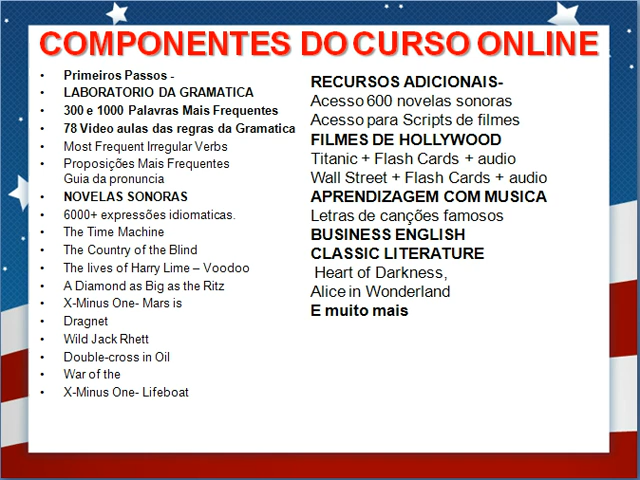 COMPONENTES DO CURSO ONLINE
Primeiros Passos -
LABORATORIO DA GRAMATICA
300 e 1000 Palavras Mais Frequentes
78 Video aulas das regras da Gramatica
Most Frequent Irregular Verbs
Proposições Mais Frequentes
Guia da pronuncia
NOVELAS SONORAS
6000+ expressões idiomaticas.
The Time Machine
The Country of the Blind
The lives of Harry Lime – Voodoo
A Diamond as Big as the Ritz
X-Minus One- Mars is
Dragnet
Wild Jack Rhett
Double-cross in Oil
War of the
X-Minus One- Lifeboat
RECURSOS ADICIONAIS-
Acesso 600 novelas sonoras
Acesso para Scripts de filmes
FILMES DE HOLLYWOOD
Titanic + Flash Cards + audio
Wall Street + Flash Cards + audio
APRENDIZAGEM COM MUSICA
Letras de canções famosos
BUSINESS ENGLISH
CLASSIC LITERATURE
Heart of Darkness,
Alice in Wonderland
E muito mais